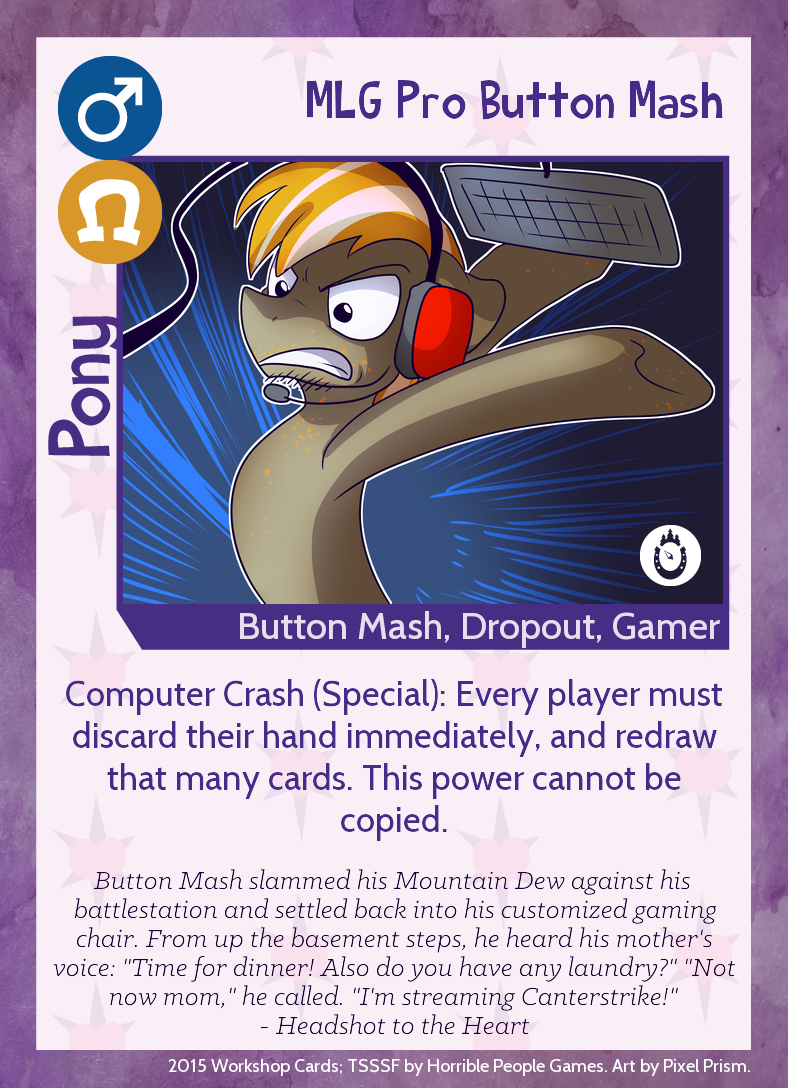 MLG Pro Button Mash
Pony
Button Mash, Dropout, Gamer
Computer Crash (Special): Every player must
discard their hand immediately, and redraw
that many cards. This power cannot be
copied.
Button Mash slammed his Mountain Dew against his
battlestation and settled back into his customized gaming
chair. From up the basement steps, he heard his mother's
voice: "Time for dinner! Also do you have any laundry?" "Not
now mom," he called. "I'm streaming Canterstrike!"
- Headshot to the Heart
2015 Workshop Cards; TSSSF by Horrible People Games. Art by Pixel Prism.